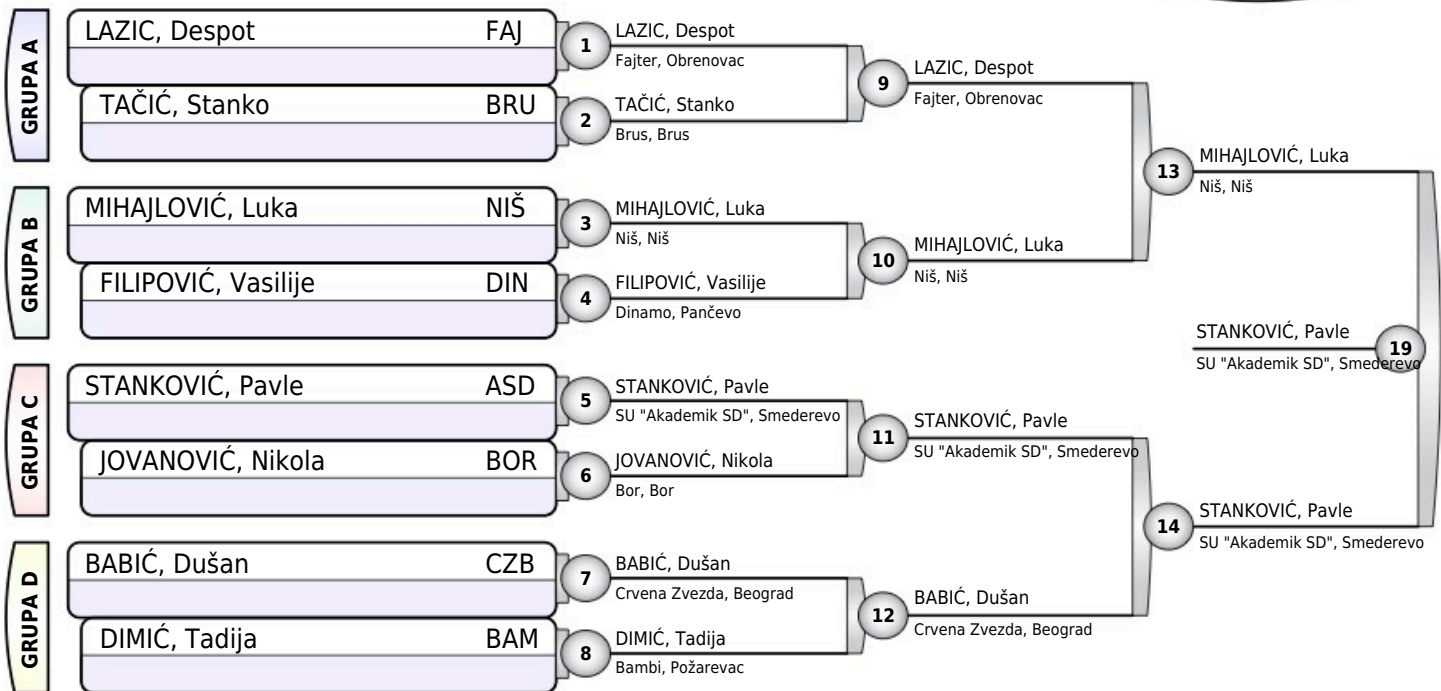 GRUPA A
LAZIC, Despot FAJ
TAČIĆ, Stanko BRU
1
LAZIC, Despot
Fajter, Obrenovac
2
TAČIĆ, Stanko
Brus, Brus
9
LAZIC, Despot
Fajter, Obrenovac
GRUPA B
MIHAJLOVIĆ, Luka NIŠ
FILIPOVIĆ, Vasilije DIN
3
MIHAJLOVIĆ, Luka
Niš, Niš
4
FILIPOVIĆ, Vasilije
Dinamo, Pančevo
10
MIHAJLOVIĆ, Luka
Niš, Niš
13
MIHAJLOVIĆ, Luka
Niš, Niš
GRUPA C
STANKOVIĆ, Pavle ASD
JOVANOVIĆ, Nikola BOR
5
STANKOVIĆ, Pavle
SU "Akademik SD", Smederevo
6
JOVANOVIĆ, Nikola
Bor, Bor
11
STANKOVIĆ, Pavle
SU "Akademik SD", Smederevo
GRUPA D
BABIĆ, Dušan CZB
DIMIĆ, Tadija BAM
7
BABIĆ, Dušan
Crvena Zvezda, Beograd
8
DIMIĆ, Tadija
Bambi, Požarevac
12
BABIĆ, Dušan
Crvena Zvezda, Beograd
14
STANKOVIĆ, Pavle
SU "Akademik SD", Smederevo
STANKOVIĆ, Pavle
SU "Akademik SD", Smederevo
19